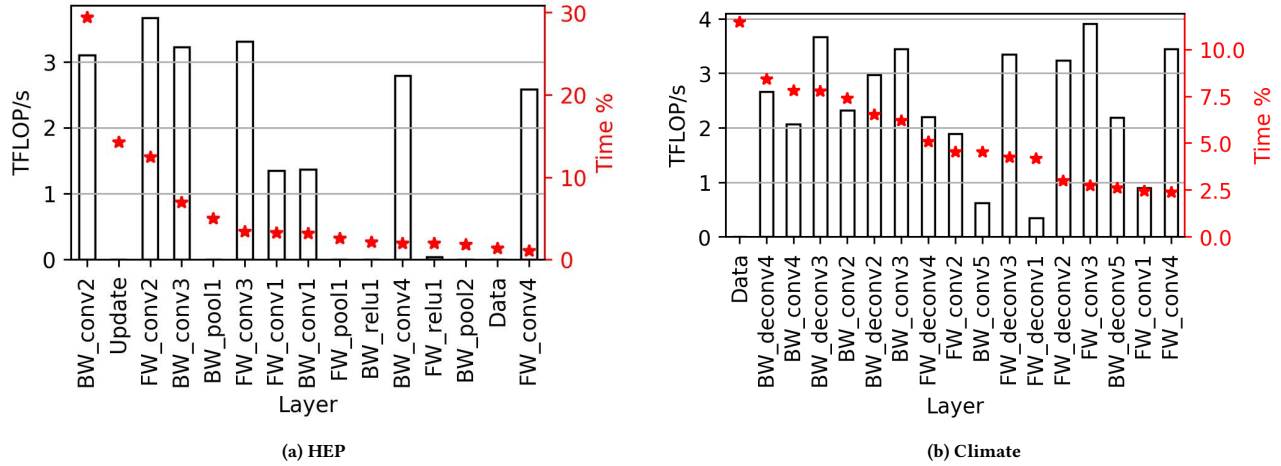 TFLOP/s
3
2
1
0
30
20
10
0
Time %
BW_conv2
Update
FW_conv2
BW_conv3
BW_pool1
FW_conv3
FW_conv1
BW_conv1
FW_pool1
BW_relu1
BW_conv4
FW_relu1
BW_pool2
Data
FW_conv4
Layer
(a) HEP
TFLOP/s
4
3
2
1
0
10.0
7.5
5.0
2.5
0.0
Time %
Data
BW_deconv4
BW_conv4
BW_deconv3
BW_conv2
BW_deconv2
BW_conv3
FW_deconv4
FW_conv2
BW_conv5
FW_deconv3
FW_deconv1
FW_deconv2
FW_conv3
BW_deconv5
FW_conv1
FW_conv4
Layer
(b) Climate